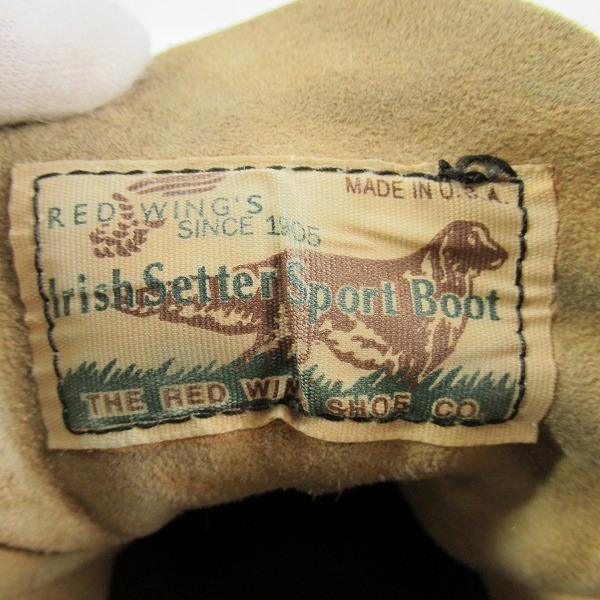 RED WING'S
SINCE 1905
MADE IN U.S.A.
Irish Setter Sport Boot
THE RED WING SHOE CO.